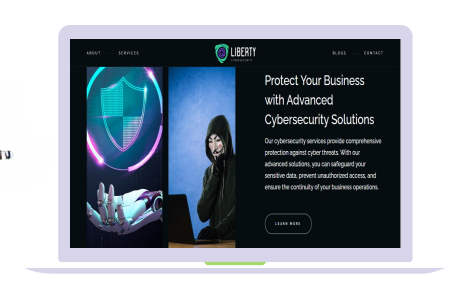 ABOUT
SERVICES
LIBERTY
CYBERSECURITY
BLOGS
CONTACT
Protect Your Business
with Advanced
Cybersecurity Solutions
Our cybersecurity services provide comprehensive
protection against cyber threats. With our
advanced solutions, you can safeguard your
sensitive data, prevent unauthorized access, and
ensure the continuity of your business operations.
LEARN MORE